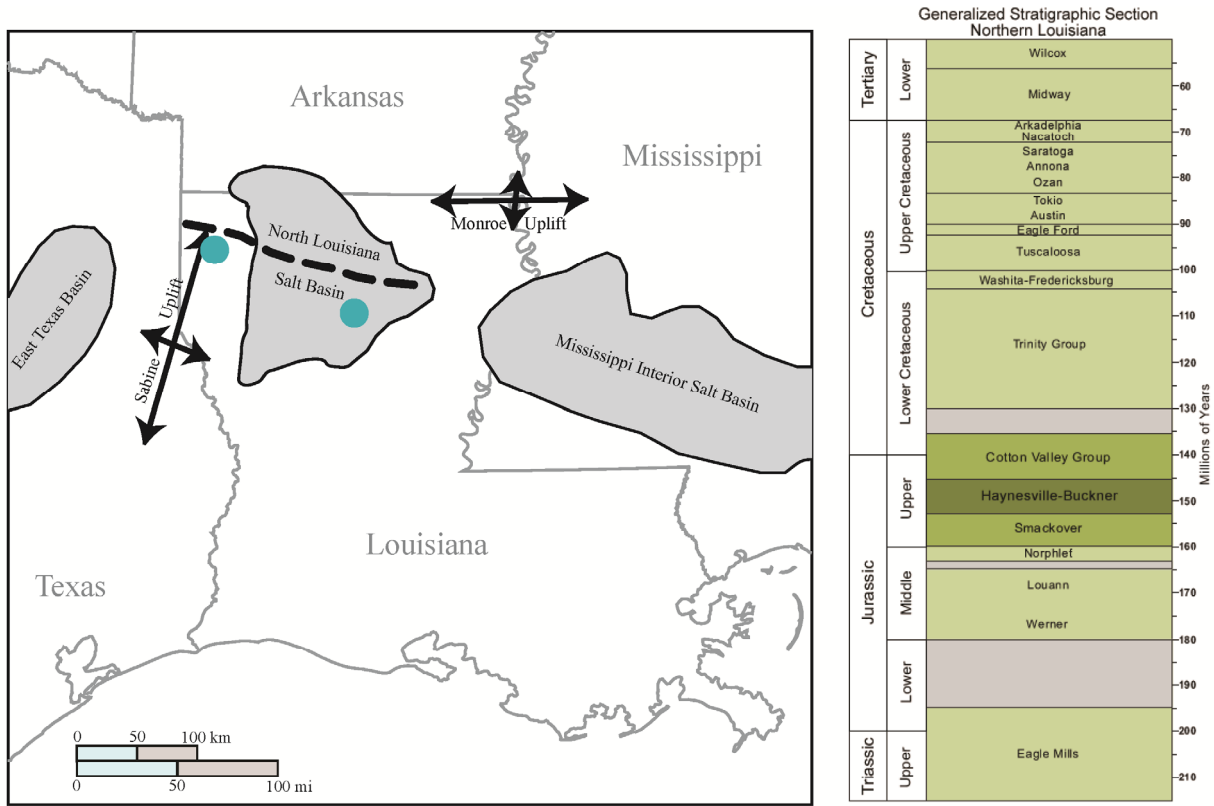 Arkansas
Mississippi
Monroe Uplift
North Louisiana
Salt Basin
East Texas Basin
Sabine Uplift
Mississippi Interior Salt Basin
Louisiana
Texas
0 50 100 km
0 50 100 mi
Generalized Stratigraphic Section
Northern Louisiana
Tertiary
Lower
Wilcox
Midway
60
Cretaceous
Upper Cretaceous
Arkadelphia
Nacatoch
70
Saratoga
Annona
Ozan
80
Tokio
Austin
90
Eagle Ford
Tuscaloosa
100
Lower Cretaceous
Washita-Fredericksburg
110
Trinity Group
120
130
Cotton Valley Group
140
Jurassic
Upper
Haynesville-Buckner
150
Smackover
160
Middle
Norphlet
Louann
170
Werner
180
Lower
190
200
Triassic
Upper
Eagle Mills
210
Millions of Years